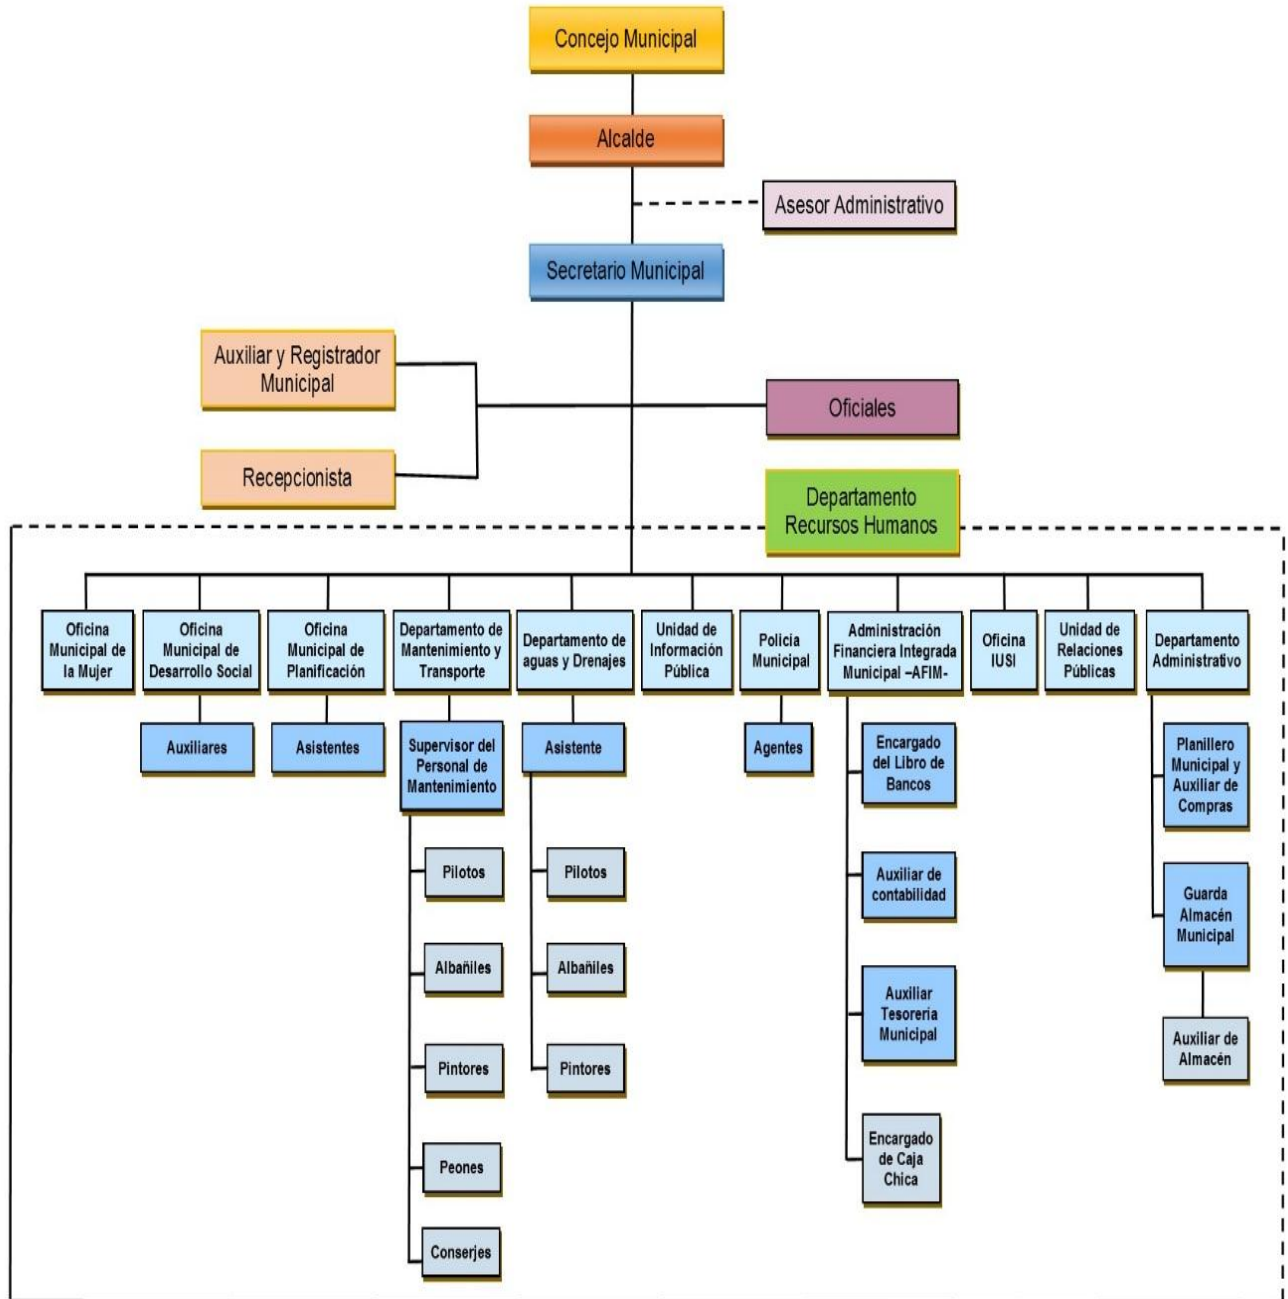 Concejo Municipal
Alcalde
Asesor Administrativo
Secretario Municipal
Auxiliar y Registrador
Municipal
Oficiales
Recepcionista
Departamento
Recursos Humanos
Oficina
Municipal de
la Mujer
Oficina
Municipal de
Desarrollo Social
Oficina
Municipal de
Planificación
Departamento de
Mantenimiento y
Transporte
Departamento de
aguas y Drenajes
Unidad de
Información
Pública
Policía
Municipal
Administración
Financiera Integrada
Municipal –AFIM-
Oficina
IUSI
Unidad de
Relaciones
Públicas
Departamento
Administrativo
Auxiliares
Asistentes
Supervisor del
Personal de
Mantenimiento
Asistente
Agentes
Encargado
del Libro de
Bancos
Planillero
Municipal y
Auxiliar de
Compras
Pilotos
Pilotos
Auxiliar de
contabilidad
Guarda
Almacén
Municipal
Albañiles
Albañiles
Auxiliar
Tesorería
Municipal
Auxiliar de
Almacén
Pintores
Pintores
Encargado
de Caja
Chica
Peones
Conserjes